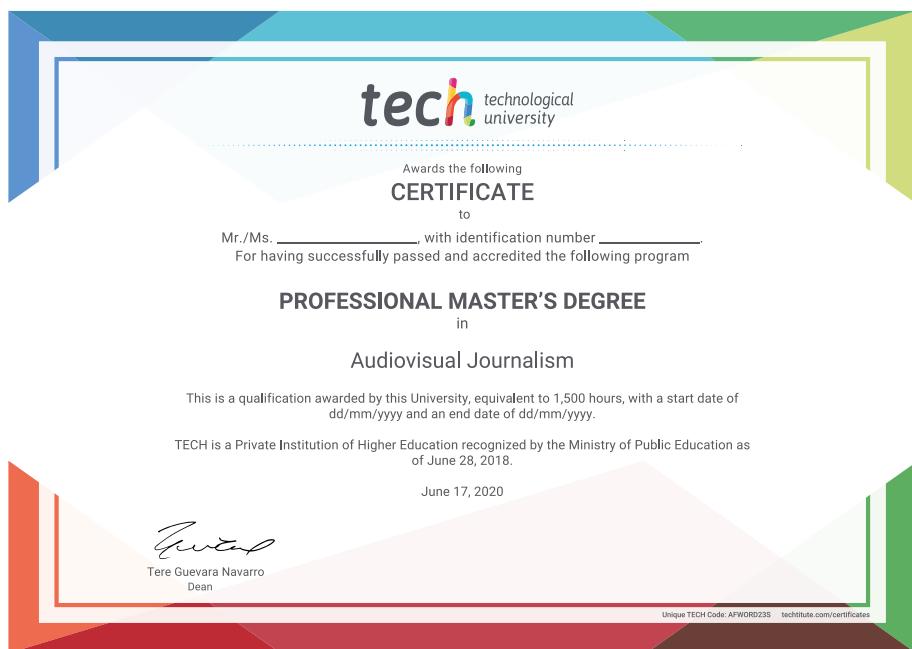 tech technological
university
Awards the following
CERTIFICATE
to
Mr./Ms. ________________, with identification number ____________.
For having successfully passed and accredited the following program
PROFESSIONAL MASTER'S DEGREE
in
Audiovisual Journalism
This is a qualification awarded by this University, equivalent to 1,500 hours, with a start date of
dd/mm/yyyy and an end date of dd/mm/yyyy.
TECH is a Private Institution of Higher Education recognized by the Ministry of Public Education as
of June 28, 2018.
June 17, 2020
Tere Guevara Navarro
Dean
Unique TECH Code: AFWORD23S techtitute.com/certificates